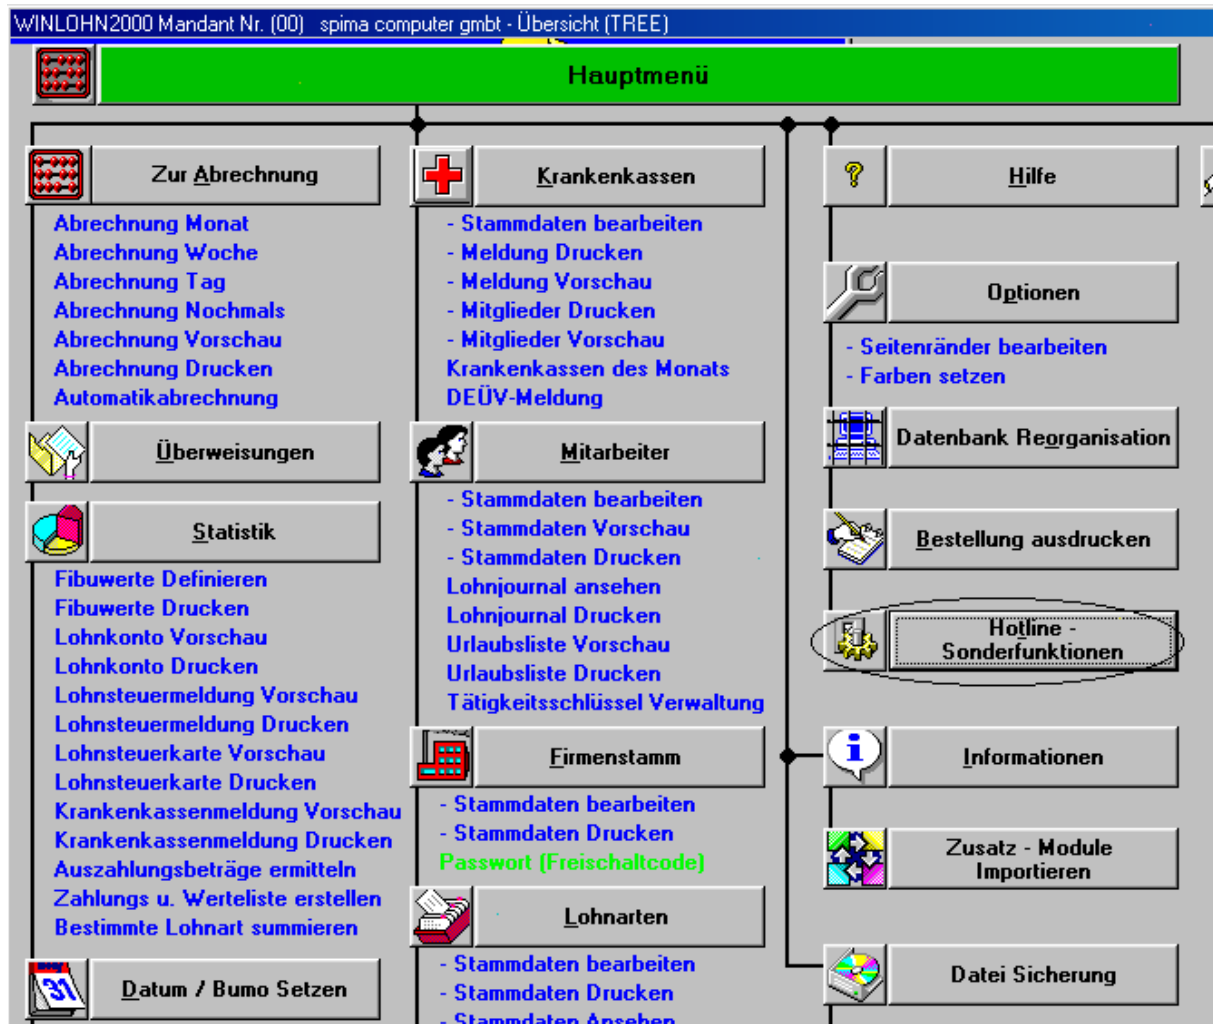 WINLOHN2000 Mandant Nr. (00) spima computer gmbt - Übersicht (TREE)
Hauptmenü
Zur Abrechnung
Abrechnung Monat
Abrechnung Woche
Abrechnung Tag
Abrechnung Nochmals
Abrechnung Vorschau
Abrechnung Drucken
Automatikabrechnung
Überweisungen
Statistik
Fibuwerte Definieren
Fibuwerte Drucken
Lohnkonto Vorschau
Lohnkonto Drucken
Lohnsteuermeldung Vorschau
Lohnsteuermeldung Drucken
Lohnsteuerkarte Vorschau
Lohnsteuerkarte Drucken
Krankenkassenmeldung Vorschau
Krankenkassenmeldung Drucken
Auszahlungsbeträge ermitteln
Zahlungs u. Werteliste erstellen
Bestimmte Lohnart summieren
31
Datum / Bumo Setzen
Krankenkassen
- Stammdaten bearbeiten
- Meldung Drucken
- Meldung Vorschau
- Mitglieder Drucken
- Mitglieder Vorschau
Krankenkassen des Monats
DEÜV-Meldung
Mitarbeiter
- Stammdaten bearbeiten
- Stammdaten Vorschau
- Stammdaten Drucken
Lohnjournal ansehen
Lohnjournal Drucken
Urlaubsliste Vorschau
Urlaubsliste Drucken
Tätigkeitsschlüssel Verwaltung
Firmenstamm
- Stammdaten bearbeiten
- Stammdaten Drucken
Passwort (Freischaltcode)
Lohnarten
- Stammdaten bearbeiten
- Stammdaten Drucken
- Stammdaten Ansehen
?
Hilfe
Optionen
- Seitenränder bearbeiten
- Farben setzen
Datenbank Reorganisation
Bestellung ausdrucken
Hotline -
Sonderfunktionen
i
Informationen
Zusatz - Module
Importieren
Datei Sicherung